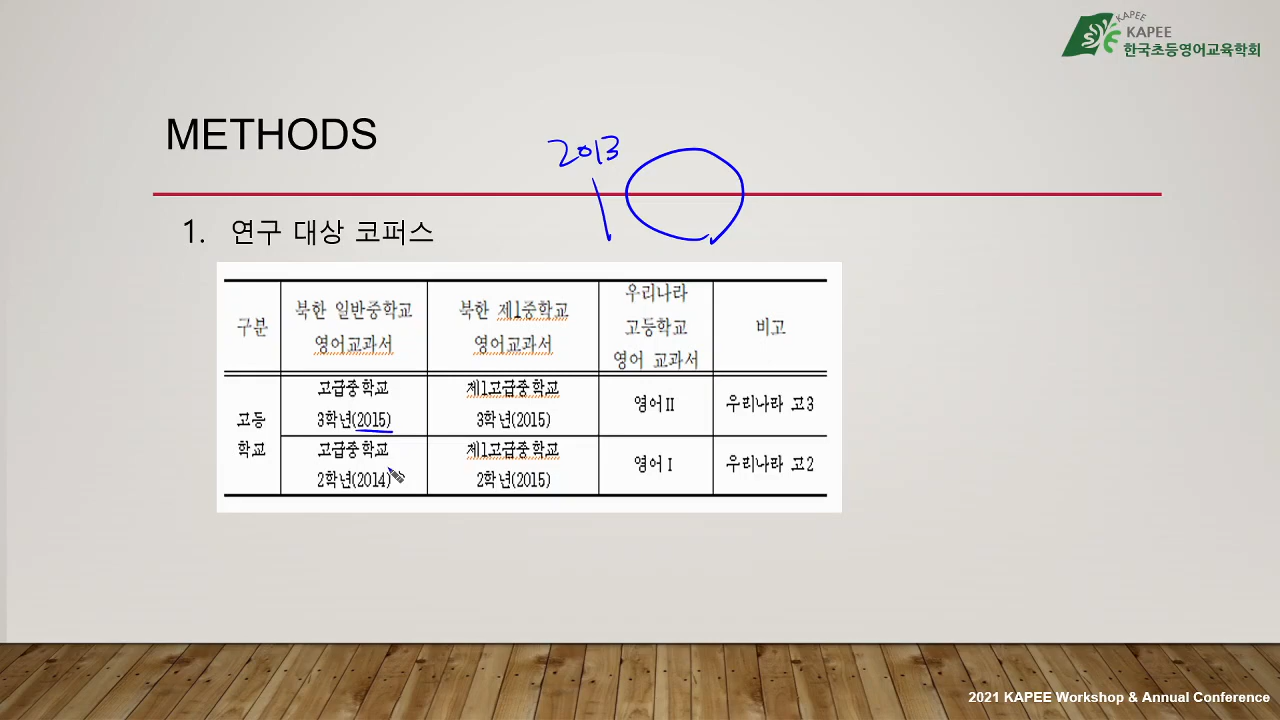 KAPEE
KAPEE
한국초등영어교육학회
METHODS
2013
1. 연구 대상 코퍼스
구분
북한 일반중학교
영어교과서
북한 제1중학교
영어교과서
우리나라
고등학교
영어 교과서
비고
고등
학교
고급중학교
3학년(2015)
제1고급중학교
3학년(2015)
영어Ⅱ
우리나라 고3
고급중학교
2학년(2014)
제1고급중학교
2학년(2015)
영어Ⅰ
우리나라 고2
2021 KAPEE Workshop & Annual Conference